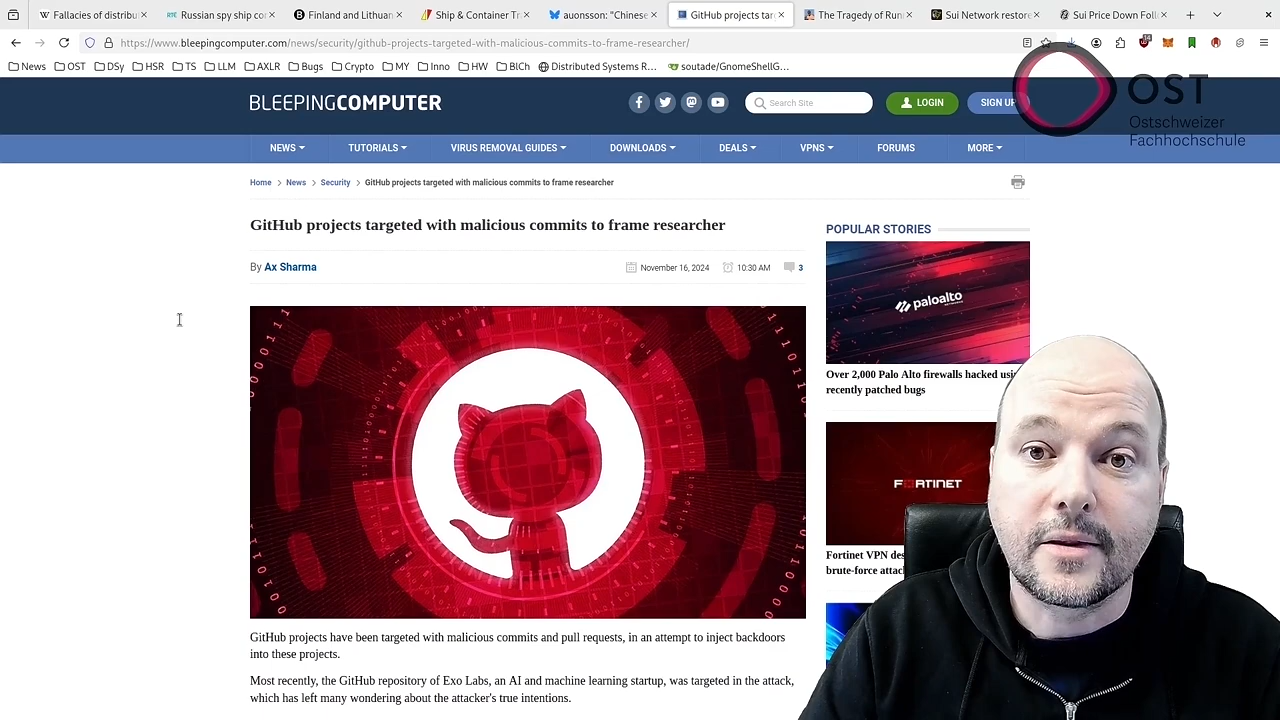 Fallacies of distribu
RTE Russian spy ship co
Finland and Lithuan
Ship & Container Tr
auonsson: "Chinese
GitHub projects targ
The Tragedy of Run
Sui Network restore
Sui Price Down Foll
https://www.bleepingcomputer.com/news/security/github-projects-targeted-with-malicious-commits-to-frame-researcher/
News OST DSy HSR TS LLM AXLR Bugs Crypto MY Inno HW BlCh Distributed Systems R… soutade/GnomeShellG…
BLEEPINGCOMPUTER
Search Site
LOGIN
SIGN UP
OST
Ostschweizer
Fachhochschule
NEWS TUTORIALS VIRUS REMOVAL GUIDES DOWNLOADS DEALS VPNS FORUMS MORE
Home News Security GitHub projects targeted with malicious commits to frame researcher
GitHub projects targeted with malicious commits to frame researcher
By Ax Sharma
November 16, 2024 10:30 AM 3
GitHub projects have been targeted with malicious commits and pull requests, in an attempt to inject backdoors
into these projects.
Most recently, the GitHub repository of Exo Labs, an AI and machine learning startup, was targeted in the attack,
which has left many wondering about the attacker's true intentions.
POPULAR STORIES
paloalto
Over 2,000 Palo Alto firewalls hacked usi
recently patched bugs
FORTINET
Fortinet VPN des
brute-force attac